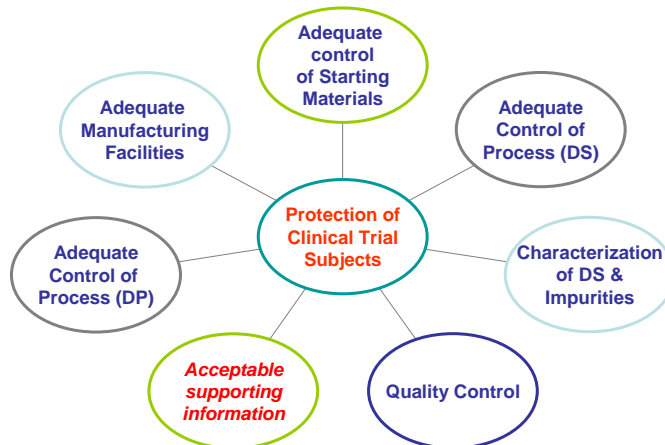 Adequate
control
of Starting
Materials
Adequate
Manufacturing
Facilities
Adequate
Control of
Process (DS)
Protection of
Clinical Trial
Subjects
Adequate
Control of
Process (DP)
Characterization
of DS &
Impurities
Acceptable
supporting
information
Quality Control